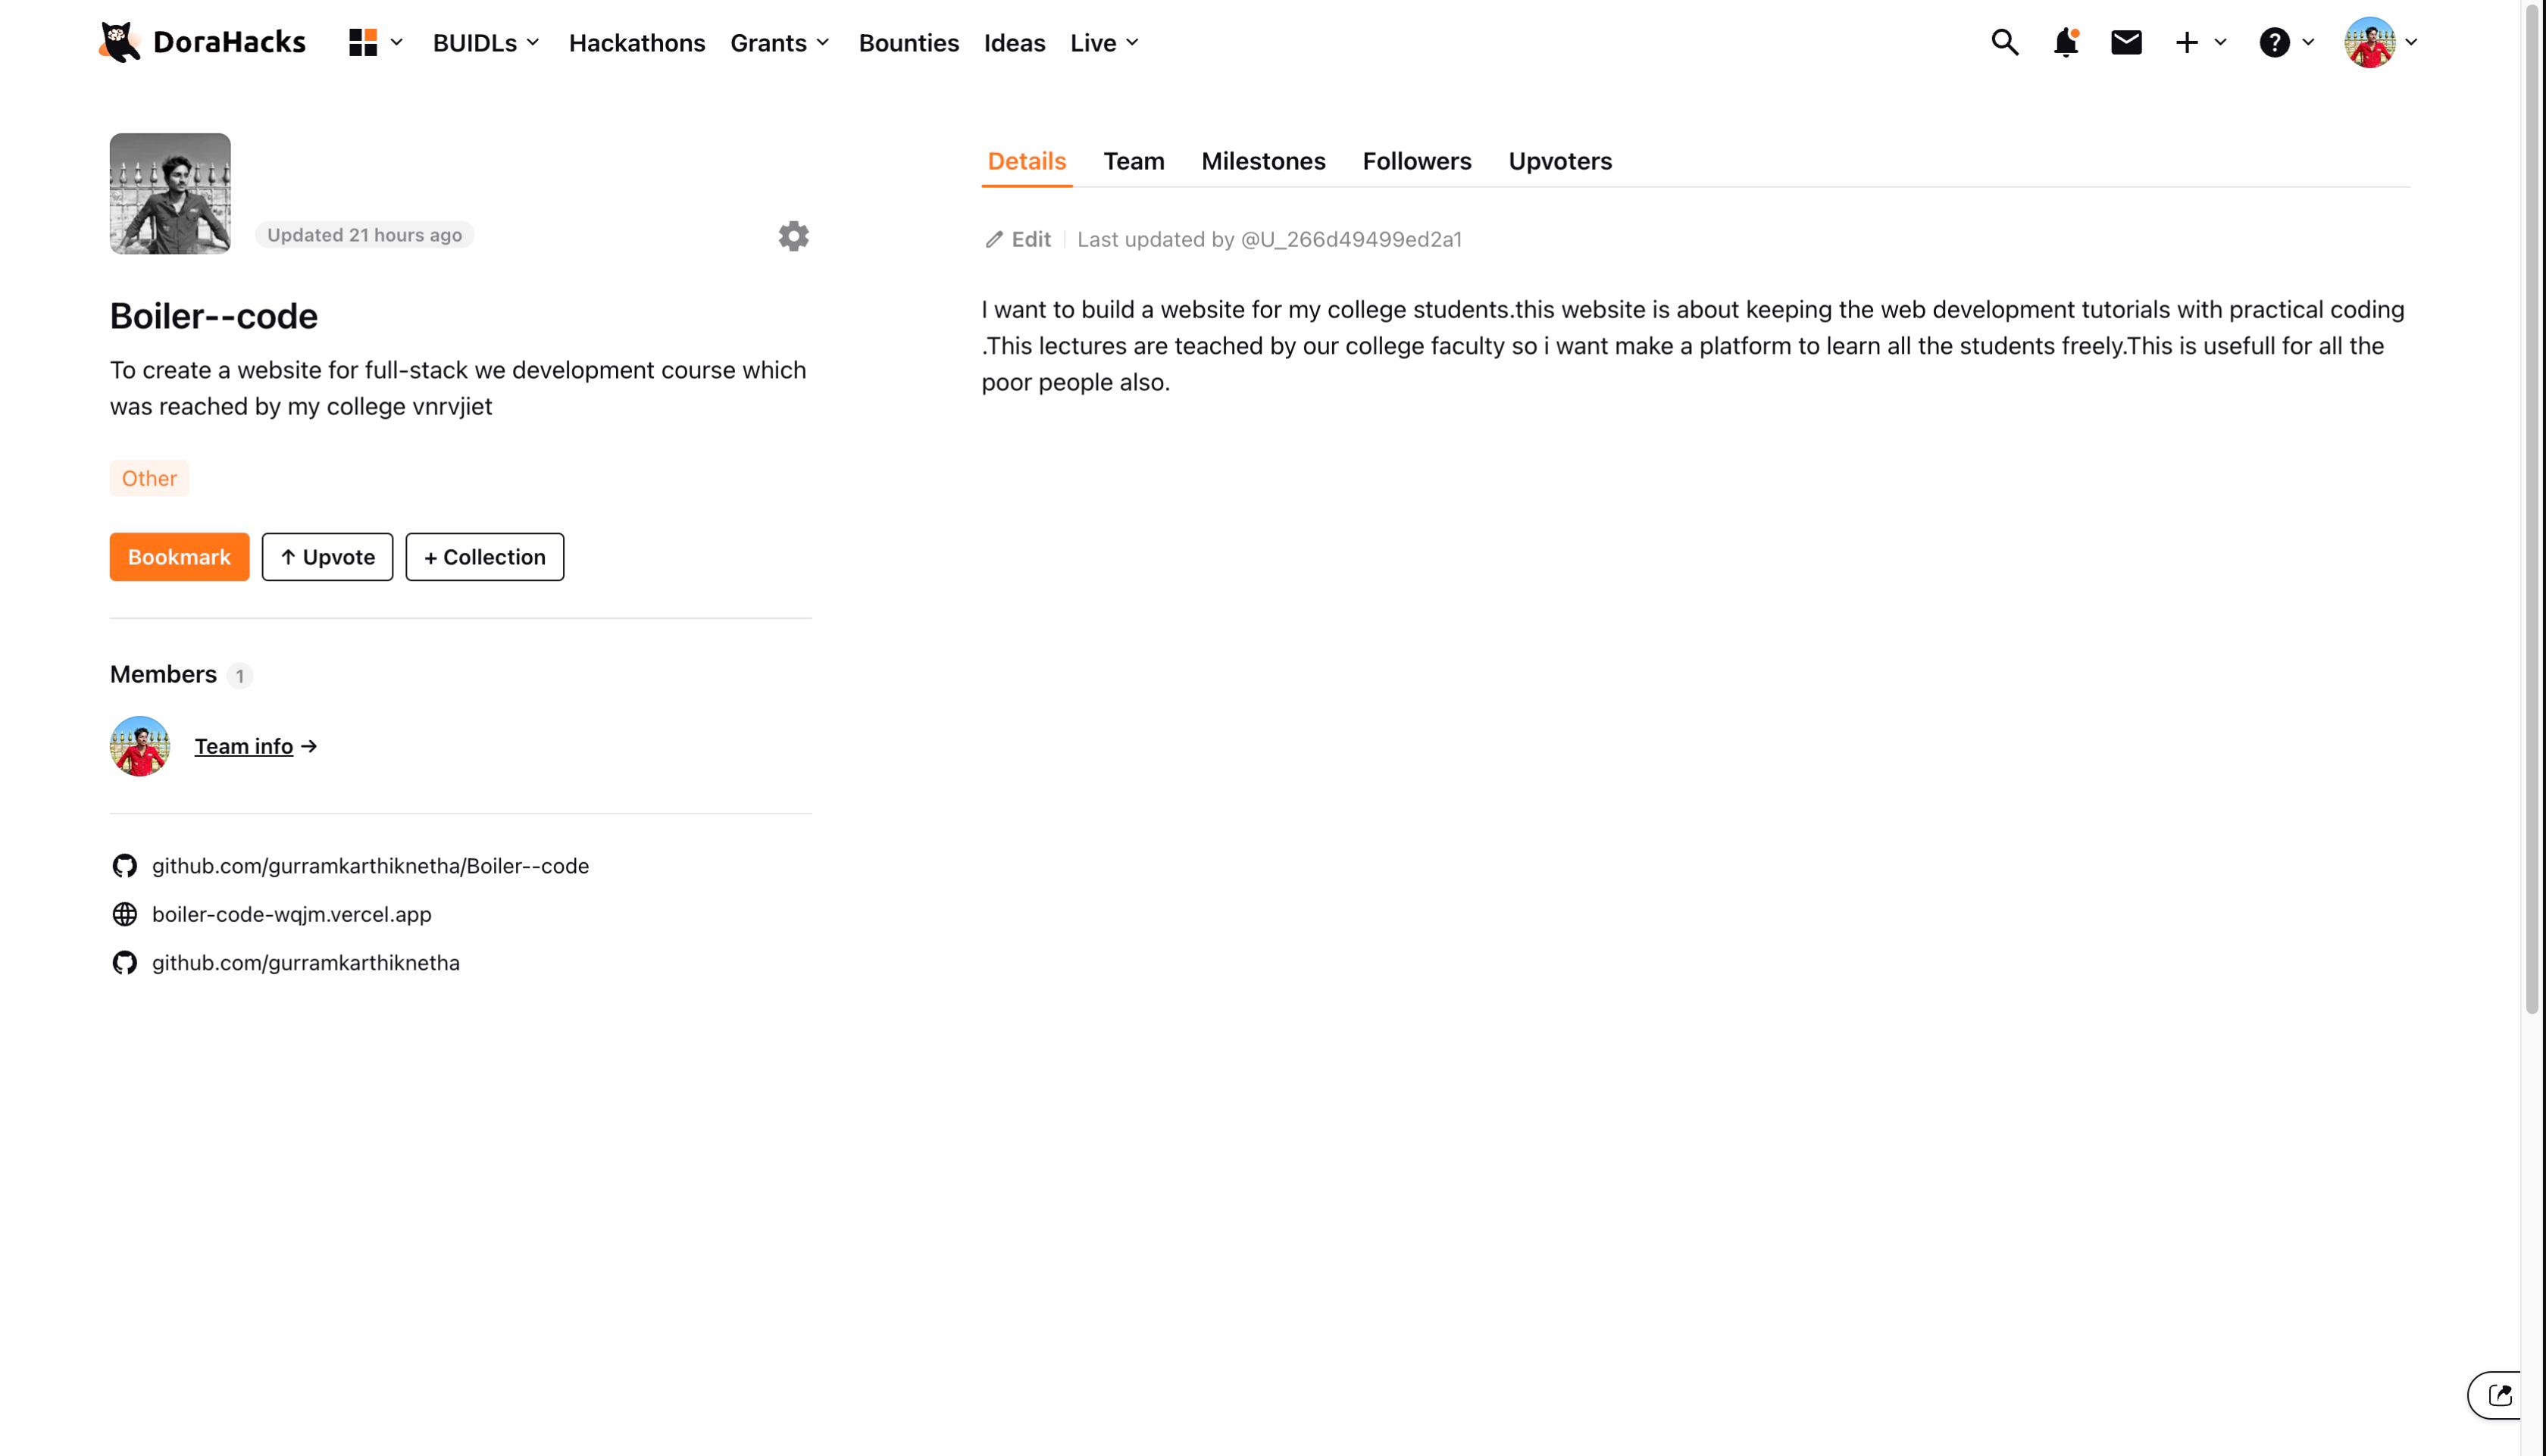 DoraHacks
BUIDLs Hackathons Grants Bounties Ideas Live
Updated 21 hours ago
Boiler--code
To create a website for full-stack we development course which
was reached by my college vnrvjiet
Other
Bookmark ↑ Upvote + Collection
Members 1
Team info →
github.com/gurramkarthiknetha/Boiler--code
boiler-code-wqjm.vercel.app
github.com/gurramkarthiknetha
Details Team Milestones Followers Upvoters
Edit Last updated by @U_266d49499ed2a1
I want to build a website for my college students.this website is about keeping the web development tutorials with practical coding
.This lectures are teached by our college faculty so i want make a platform to learn all the students freely.This is usefull for all the
poor people also.